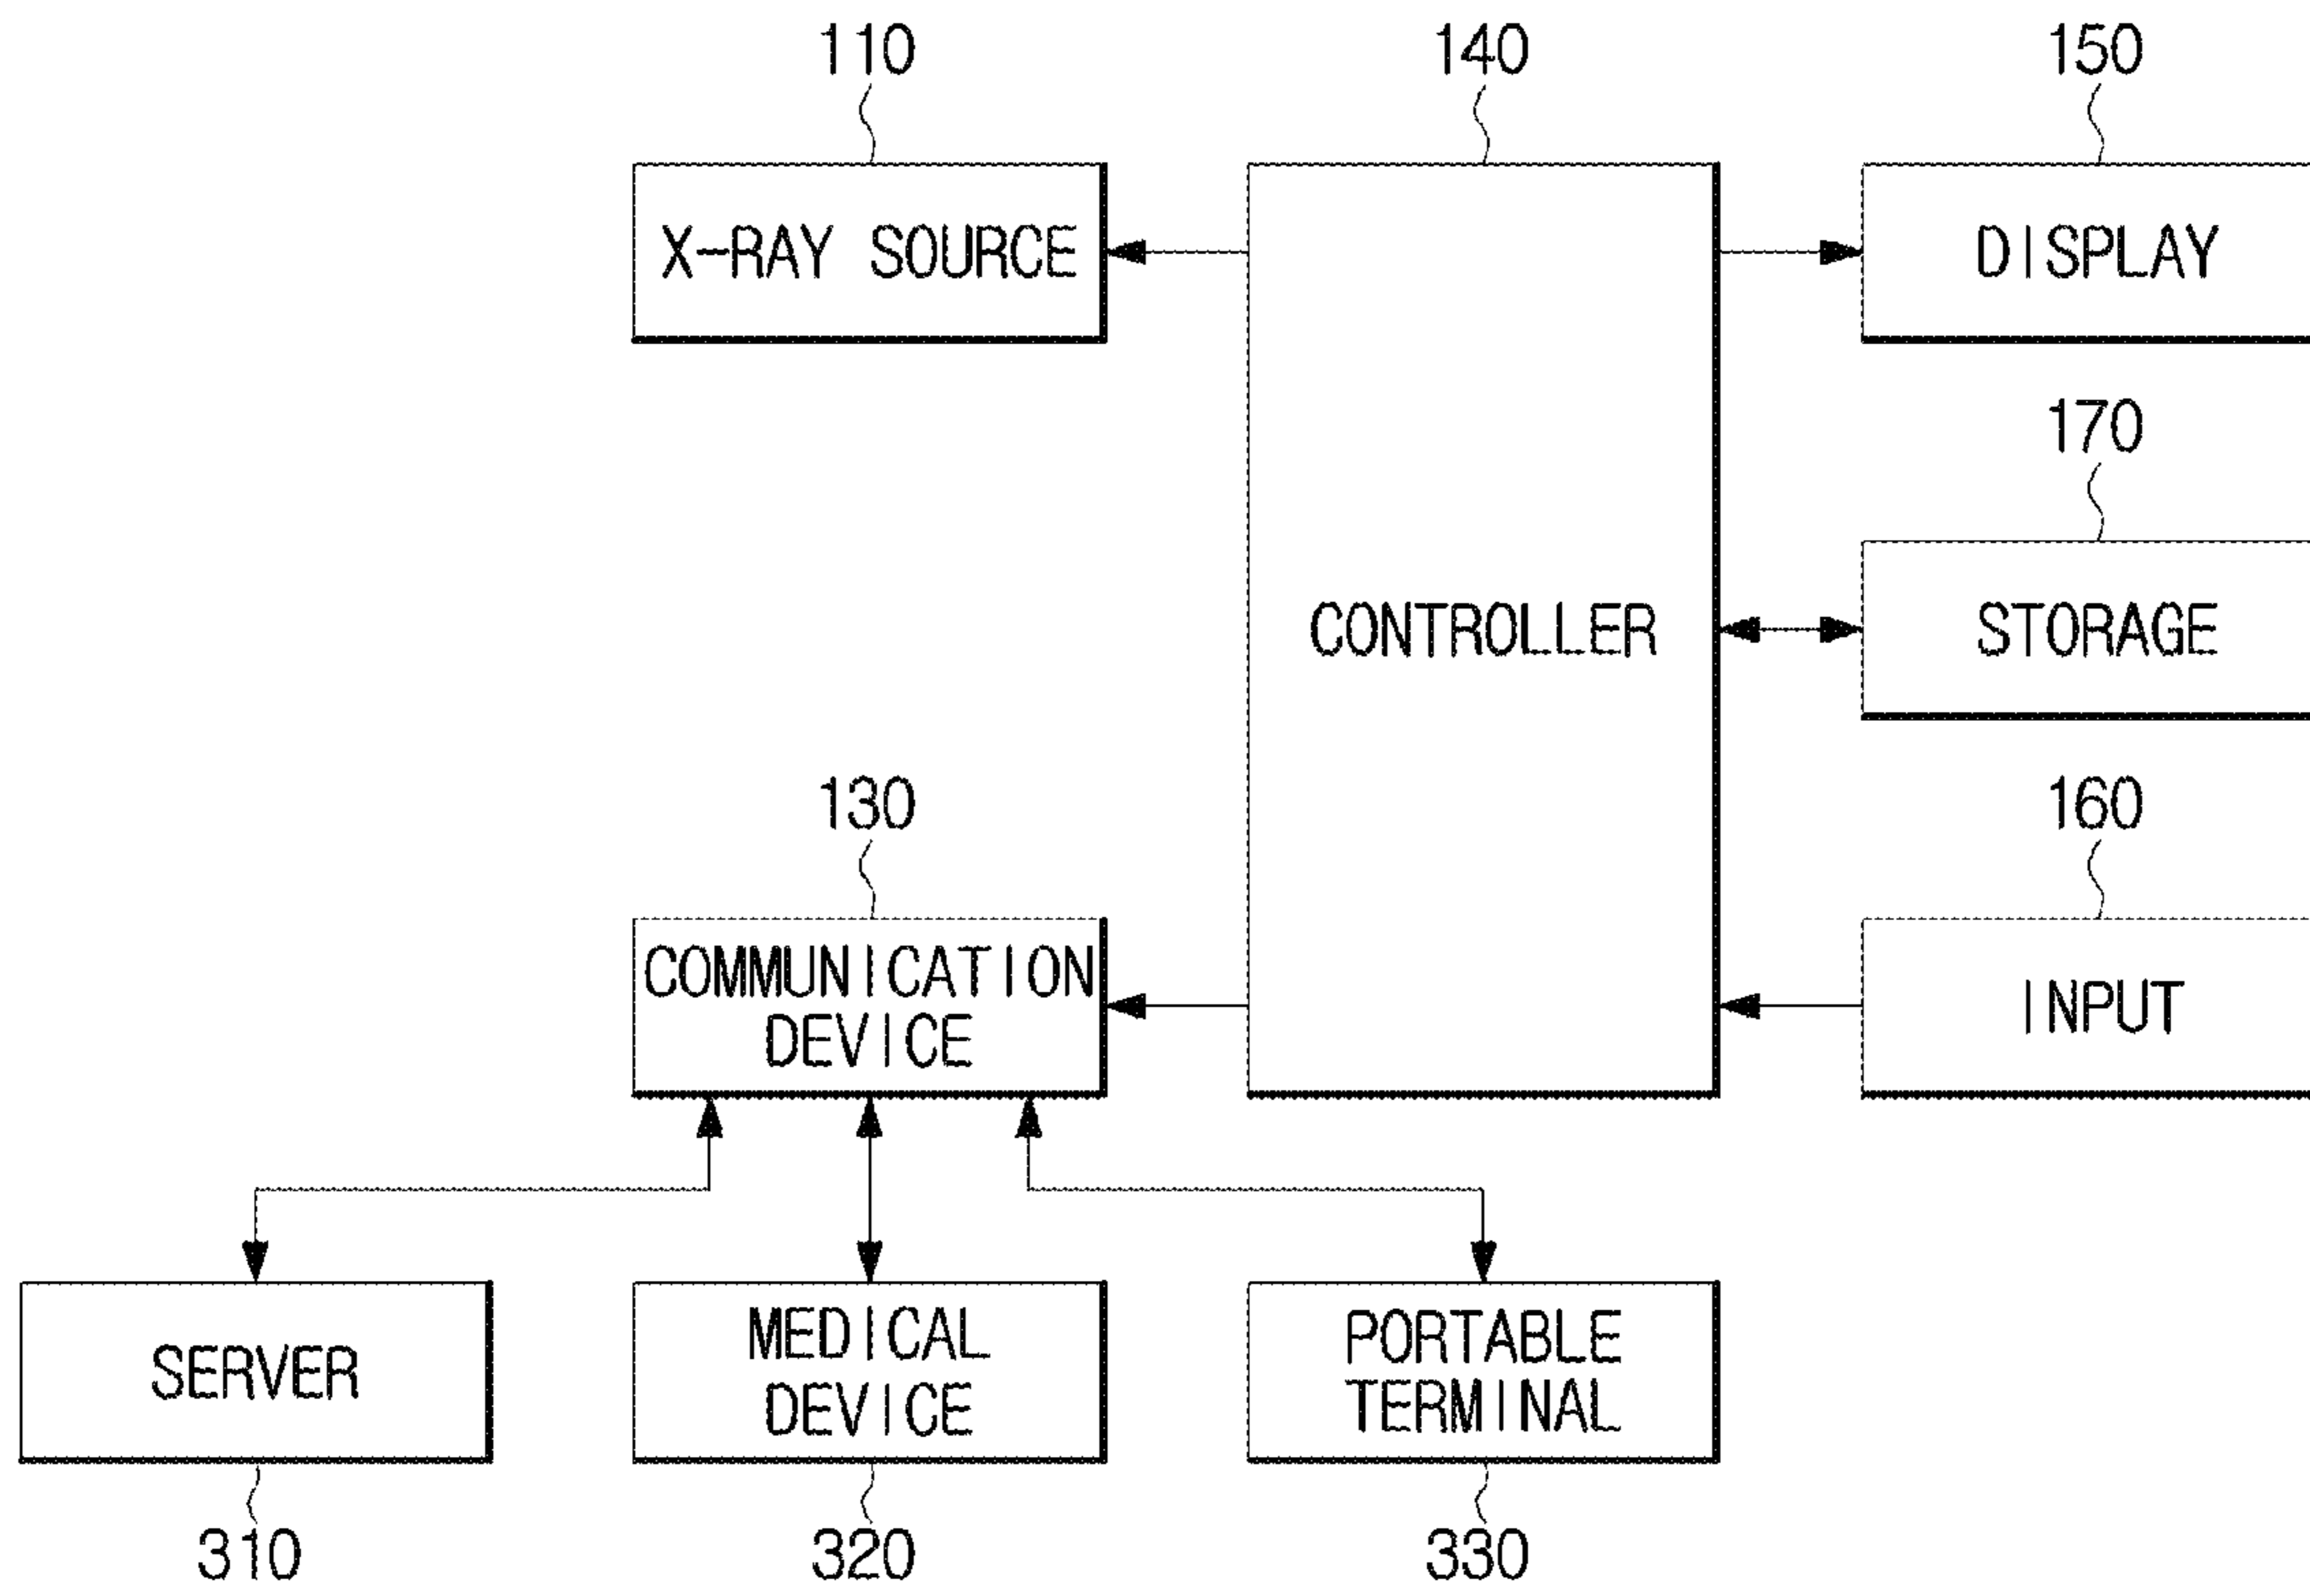 110
140
150
X-RAY SOURCE
DISPLAY
170
CONTROLLER
STORAGE
130
160
COMMUNICATION
DEVICE
INPUT
SERVER
MEDICAL
DEVICE
PORTABLE
TERMINAL
310
320
330